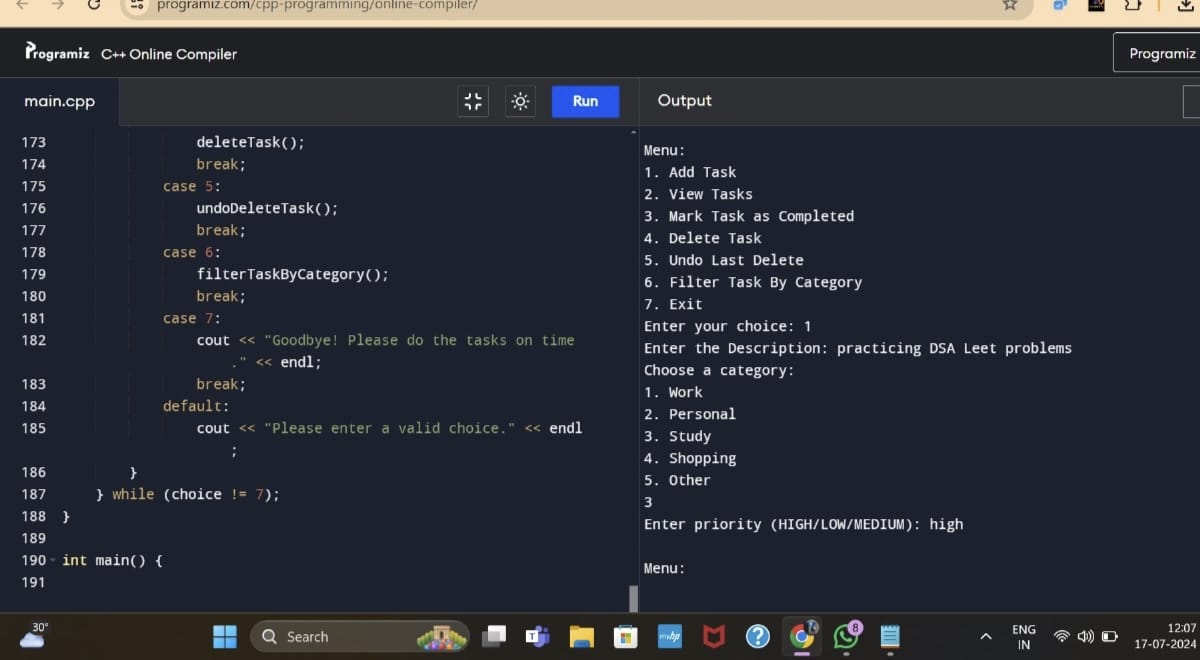 programiz.com/cpp-programming/online-compiler/
Programiz C++ Online Compiler
Programiz
main.cpp
Run
Output
173 deleteTask();
174 break;
175 case 5:
176 undoDeleteTask();
177 break;
178 case 6:
179 filterTaskByCategory();
180 break;
181 case 7:
182 cout << "Goodbye! Please do the tasks on time
." << endl;
183 break;
184 default:
185 cout << "Please enter a valid choice." << endl
;
186 }
187 } while (choice != 7);
188 }
189
190 int main() {
191
Menu:
1. Add Task
2. View Tasks
3. Mark Task as Completed
4. Delete Task
5. Undo Last Delete
6. Filter Task By Category
7. Exit
Enter your choice: 1
Enter the Description: practicing DSA Leet problems
Choose a category:
1. Work
2. Personal
3. Study
4. Shopping
5. Other
3
Enter priority (HIGH/LOW/MEDIUM): high
Menu:
30°
Search
T
myhp
8
ENG
IN
12:07
17-07-2024